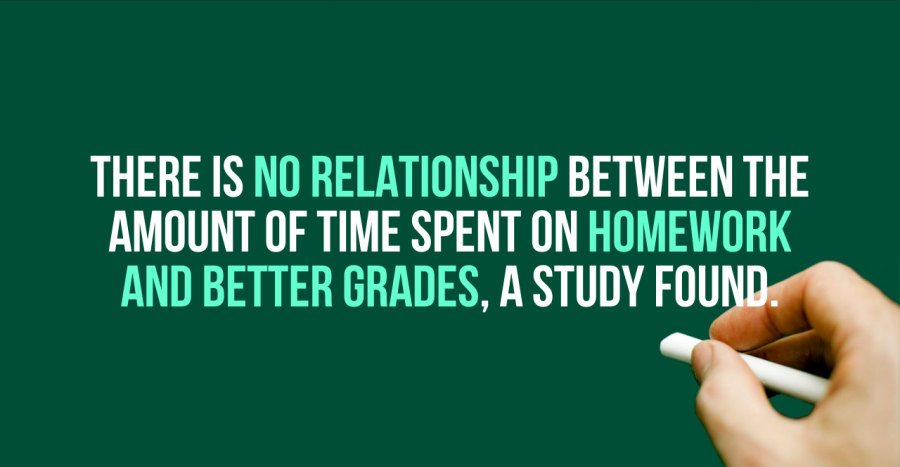 THERE IS NO RELATIONSHIP BETWEEN THE
AMOUNT OF TIME SPENT ON HOMEWORK
AND BETTER GRADES, A STUDY FOUND.